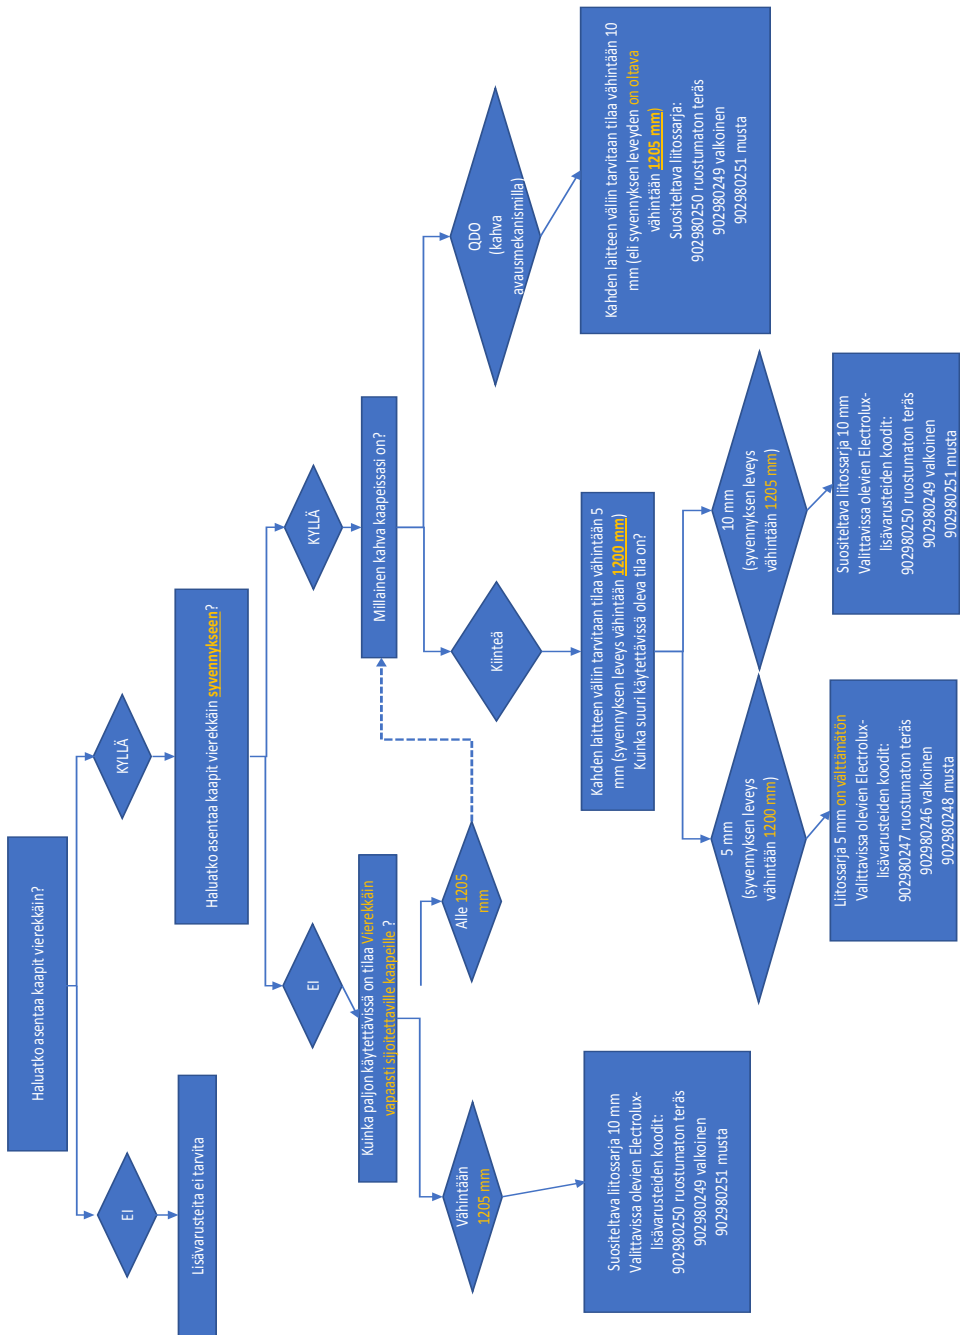 Haluatko asentaa kaapit vierekkäin?
EI
KYLLÄ
Lisävarusteita ei tarvita
Haluatko asentaa kaapit vierekkäin syvennykseen?
EI
KYLLÄ
Kuinka paljon käytettävissä on tilaa Vierekkäin
vapaasti sijoitettaville kaapeille ?
Millainen kahva kaapeissasi on?
Vähintään
1205 mm
Alle 1205
mm
Kiinteä
QDO
(kahva
avausmekanismilla)
Suositeltava liitossarja 10 mm
Valittavissa olevien Electrolux-
lisävarusteiden koodit:
902980250 ruostumaton teräs
902980249 valkoinen
902980251 musta
Kahden laitteen väliin tarvitaan tilaa vähintään 5
mm (syvennyksen leveys vähintään 1200 mm)
Kuinka suuri käytettävissä oleva tila on?
Kahden laitteen väliin tarvitaan tilaa vähintään 10
mm (eli syvennyksen leveyden on oltava
vähintään 1205 mm)
Suositeltava liitossarja:
902980250 ruostumaton teräs
902980249 valkoinen
902980251 musta
5 mm
(syvennyksen leveys
vähintään 1200 mm)
10 mm
(syvennyksen leveys
vähintään 1205 mm)
Liitossarja 5 mm on välttämätön
Valittavissa olevien Electrolux-
lisävarusteiden koodit:
902980247 ruostumaton teräs
902980246 valkoinen
902980248 musta
Suositeltava liitossarja 10 mm
Valittavissa olevien Electrolux-
lisävarusteiden koodit:
902980250 ruostumaton teräs
902980249 valkoinen
902980251 musta